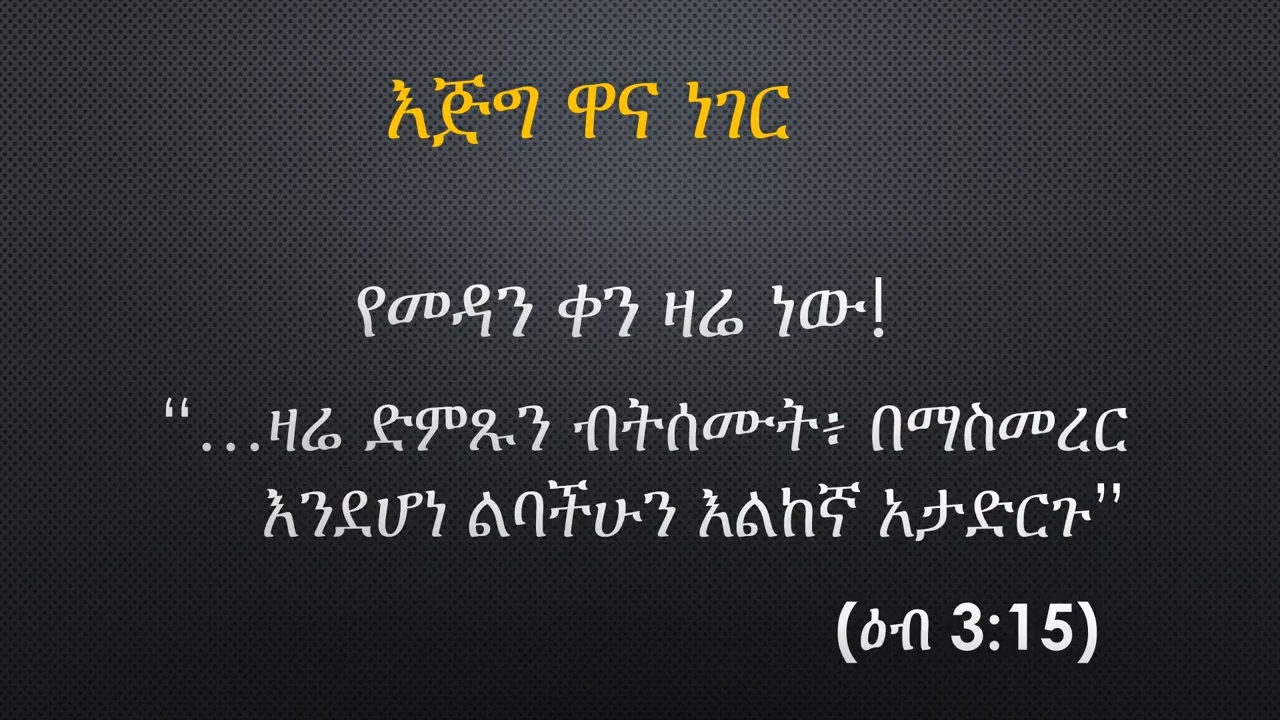 እጅግ ዋና ነገር
የመዳን ቀን ዛሬ ነው!
“…ዛሬ ድምጹን ብትሰሙት፥ በማስመረር
እንደሆነ ልባችሁን እልከኛ አታድርጉ”
(ዕብ 3:15)